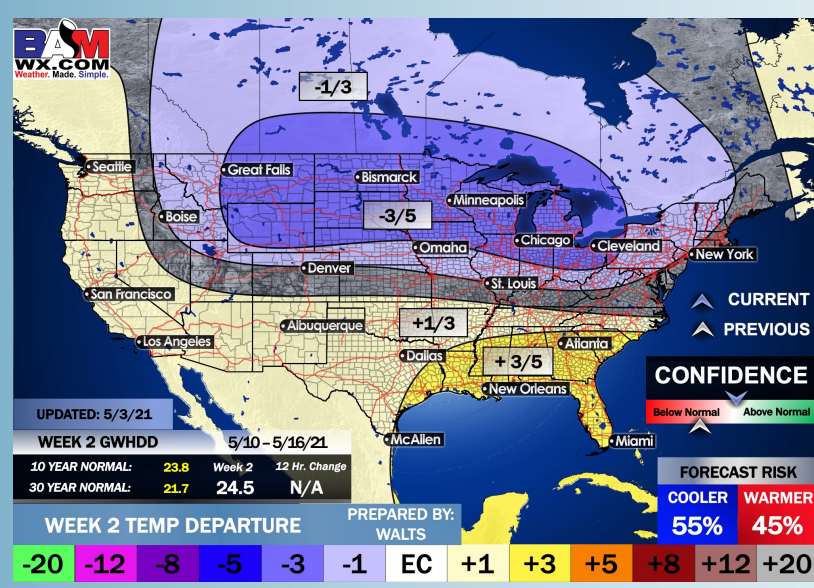 BAM
WX.COM
Weather. Made. Simple.
-1/3
Seattle
Great Falls
Bismarck
Minneapolis
-3/5
Boise
Omaha
Chicago
Cleveland
New York
Denver
St. Louis
San Francisco
+1/3
Albuquerque
Los Angeles
Dallas
Atlanta
+ 3/5
New Orleans
McAllen
Miami
CURRENT
PREVIOUS
CONFIDENCE
Below Normal
Above Normal
UPDATED: 5/3/21
WEEK 2 GWHDD 5/10 – 5/16/21
10 YEAR NORMAL: 23.8 Week 2 12 Hr. Change
30 YEAR NORMAL: 21.7 24.5 N/A
FORECAST RISK
COOLER WARMER
55% 45%
WEEK 2 TEMP DEPARTURE
PREPARED BY:
WALTS
-20 -12 -8 -5 -3 -1 EC +1 +3 +5 +8 +12 +20